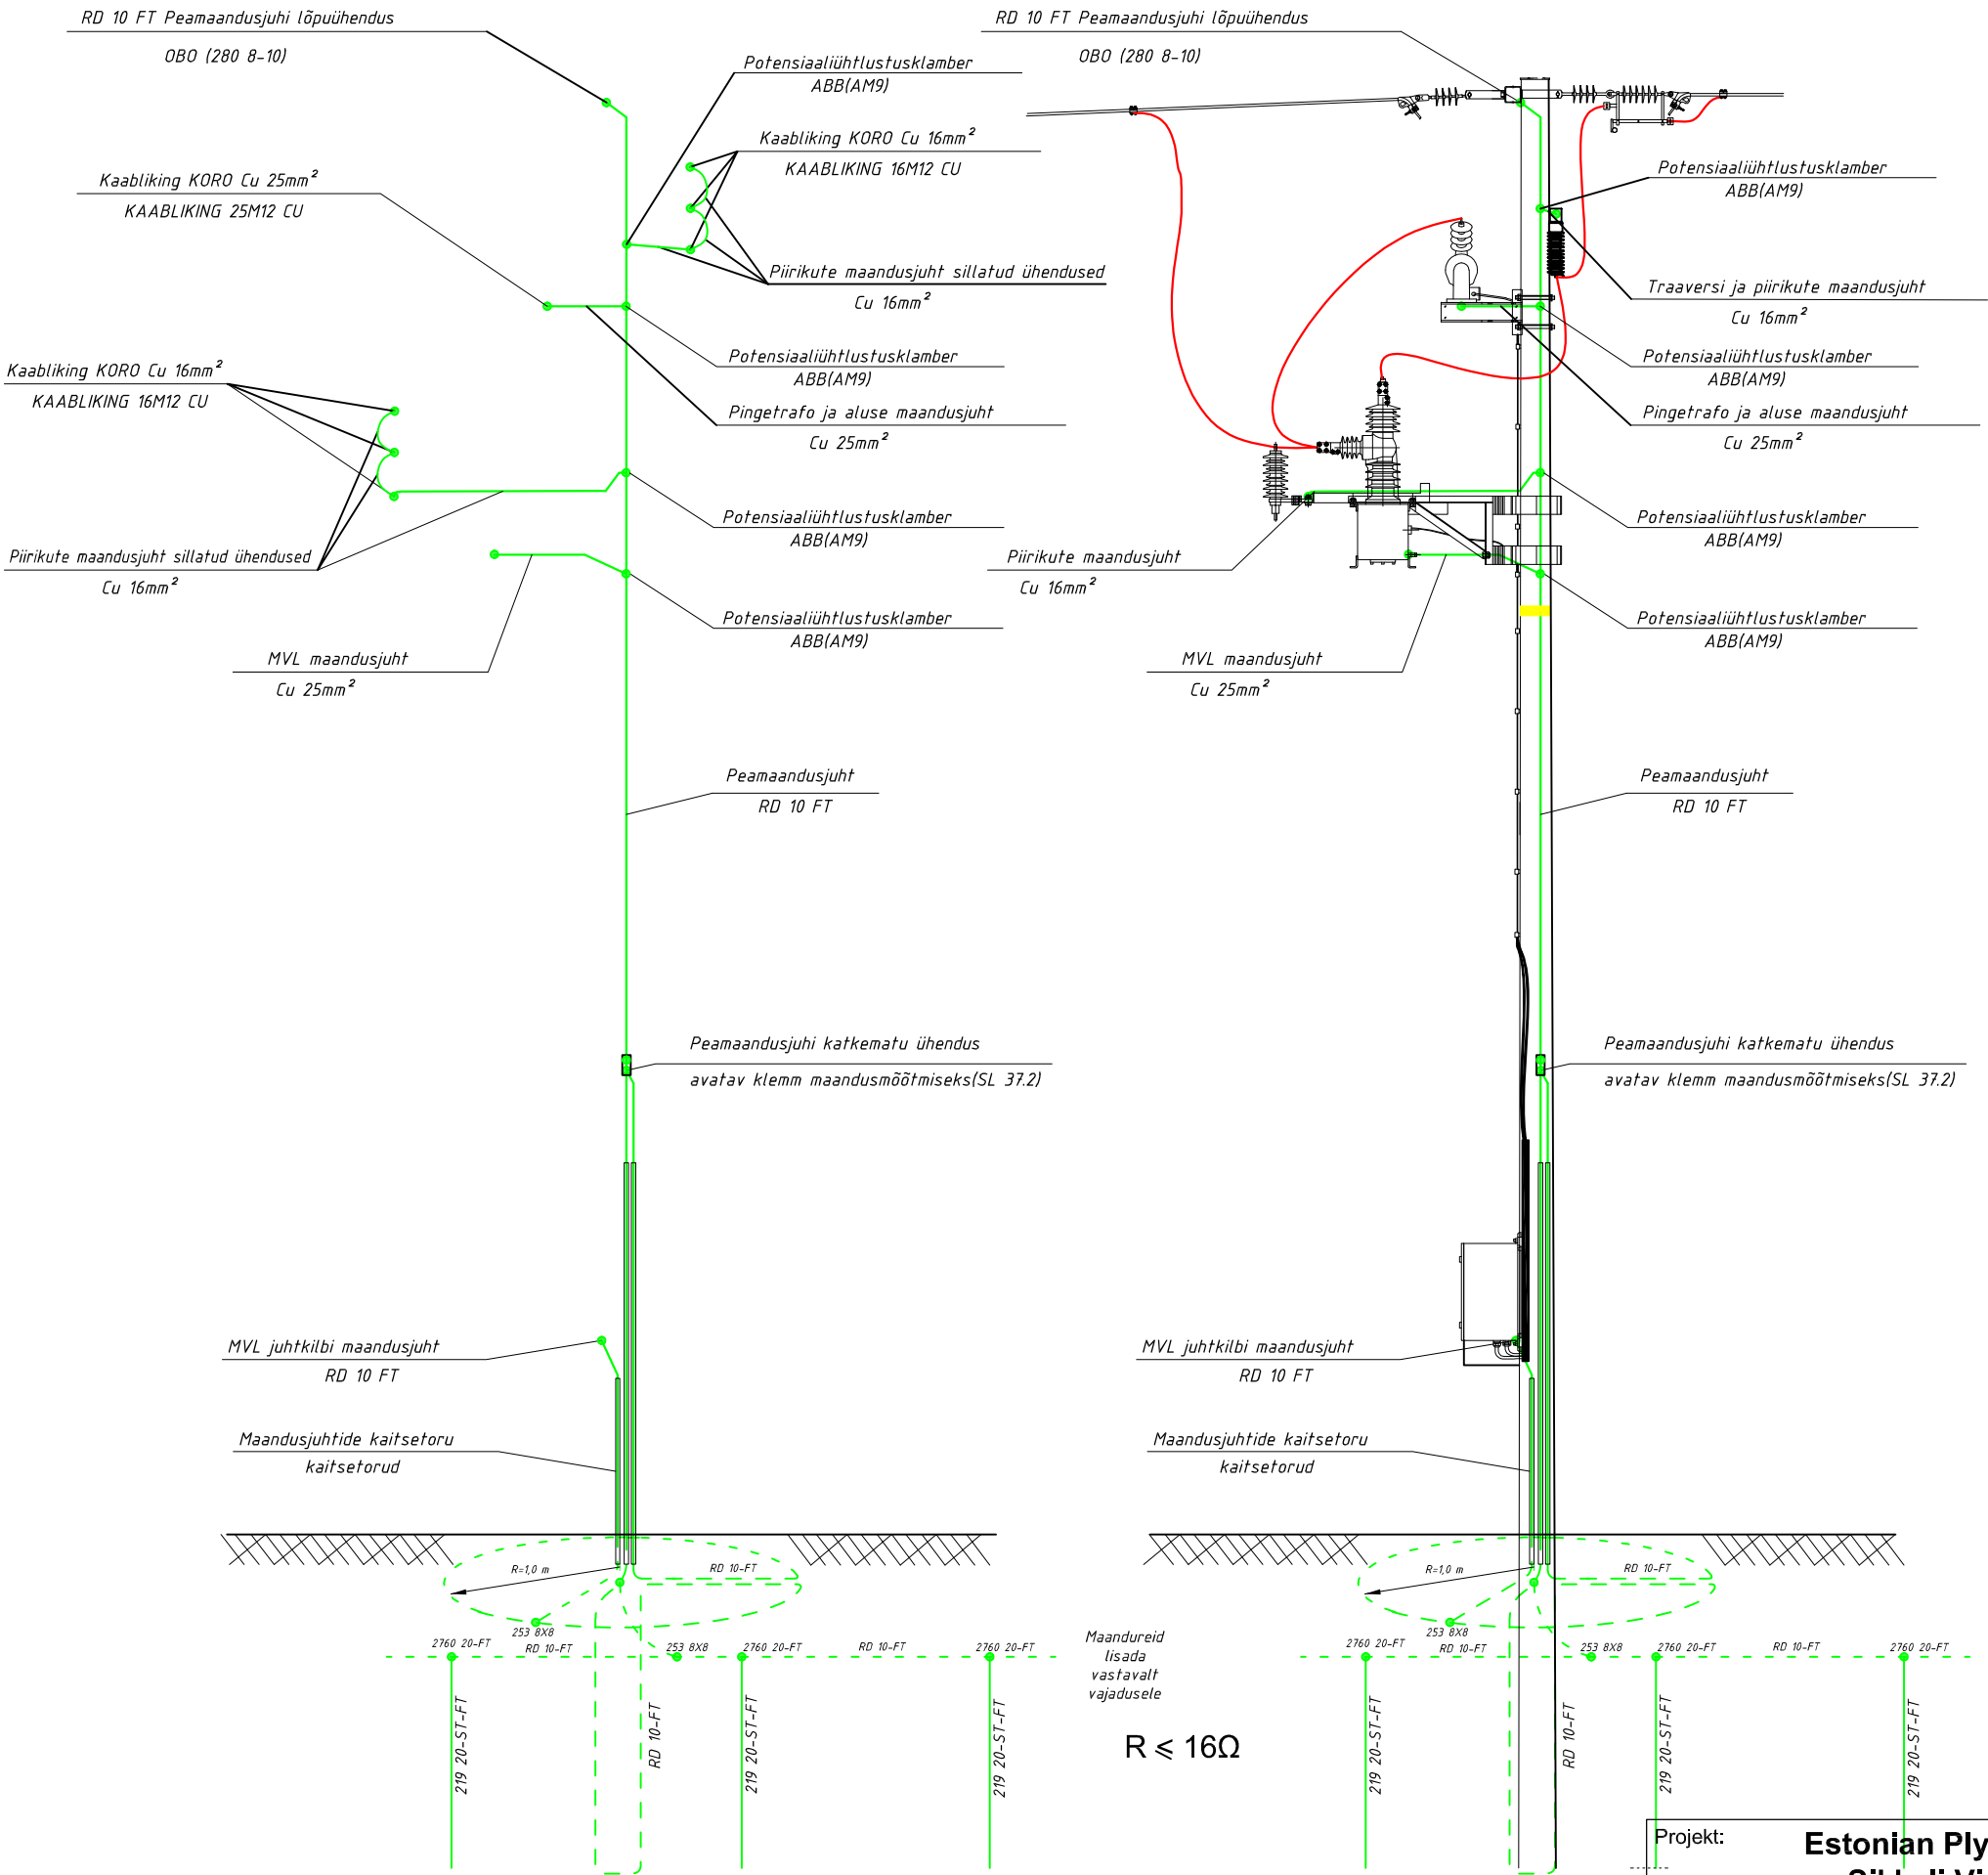 RD 10 FT Peamaandusjuhi lõpuühendus
OBO (280 8-10)
Potensiaaliühtlustusklamber
ABB(AM9)
Kaabliking KORO Cu 16mm²
KAABLIKING 16M12 CU
Kaabliking KORO Cu 25mm²
KAABLIKING 25M12 CU
Piirikute maandusjuht sillatud ühendused
Cu 16mm²
Potensiaaliühtlustusklamber
ABB(AM9)
Kaabliking KORO Cu 16mm²
KAABLIKING 16M12 CU
Pingetrafo ja aluse maandusjuht
Cu 25mm²
Potensiaaliühtlustusklamber
ABB(AM9)
Piirikute maandusjuht sillatud ühendused
Cu 16mm²
Potensiaaliühtlustusklamber
ABB(AM9)
MVL maandusjuht
Cu 25mm²
Peamaandusjuht
RD 10 FT
Peamaandusjuhi katkematu ühendus
avatav klemm maandusmõõtmiseks(SL 37.2)
MVL juhtkilbi maandusjuht
RD 10 FT
Maandusjuhtide kaitsetoru
kaitsetorud
R=1,0 m
RD 10-FT
253 8X8
2760 20-FT
RD 10-FT
253 8X8
2760 20-FT
RD 10-FT
2760 20-FT
219 20-ST-FT
RD 10-FT
219 20-ST-FT
219 20-ST-FT
Maandureid
lisada
vastavalt
vajadusele
R ⩽ 16Ω
RD 10 FT Peamaandusjuhi lõpuühendus
OBO (280 8-10)
Potensiaaliühtlustusklamber
ABB(AM9)
Traaversi ja piirikute maandusjuht
Cu 16mm²
Potensiaaliühtlustusklamber
ABB(AM9)
Pingetrafo ja aluse maandusjuht
Cu 25mm²
Potensiaaliühtlustusklamber
ABB(AM9)
Piirikute maandusjuht
Cu 16mm²
Potensiaaliühtlustusklamber
ABB(AM9)
MVL maandusjuht
Cu 25mm²
Peamaandusjuht
RD 10 FT
Peamaandusjuhi katkematu ühendus
avatav klemm maandusmõõtmiseks(SL 37.2)
MVL juhtkilbi maandusjuht
RD 10 FT
Maandusjuhtide kaitsetoru
kaitsetorud
R=1,0 m
RD 10-FT
253 8X8
2760 20-FT
RD 10-FT
253 8X8
2760 20-FT
RD 10-FT
2760 20-FT
219 20-ST-FT
RD 10-FT
219 20-ST-FT
219 20-ST-FT
Projekt:
Estonian Ply